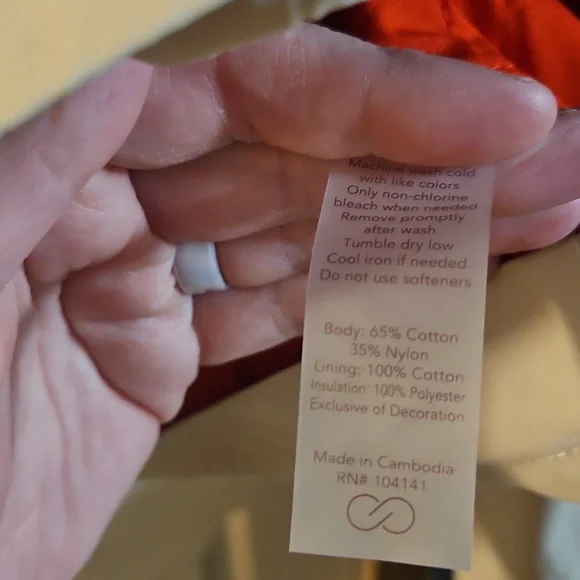 Machine wash cold
with like colors
Only non-chlorine
bleach when needed
Remove promptly
after wash
Tumble dry low
Cool iron if needed
Do not use softeners
Body: 65% Cotton
35% Nylon
Lining: 100% Cotton
Insulation: 100% Polyester
Exclusive of Decoration
Made in Cambodia
RN# 104141